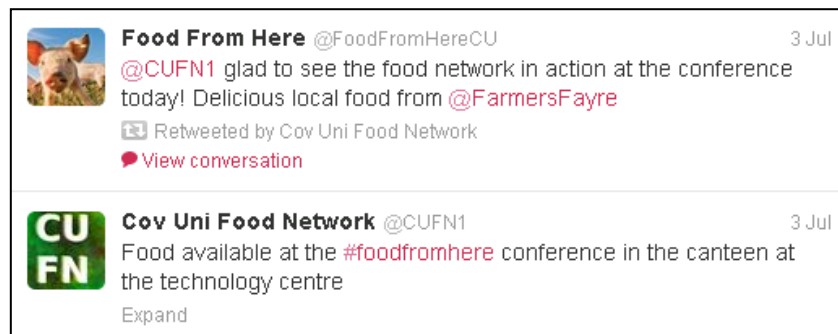 Food From Here @FoodFromHereCU 3 Jul
@CUFN1 glad to see the food network in action at the conference
today! Delicious local food from @FarmersFayre
Retweeted by Cov Uni Food Network
View conversation
CU
FN
Cov Uni Food Network @CUFN1 3 Jul
Food available at the #foodfromhere conference in the canteen at
the technology centre
Expand